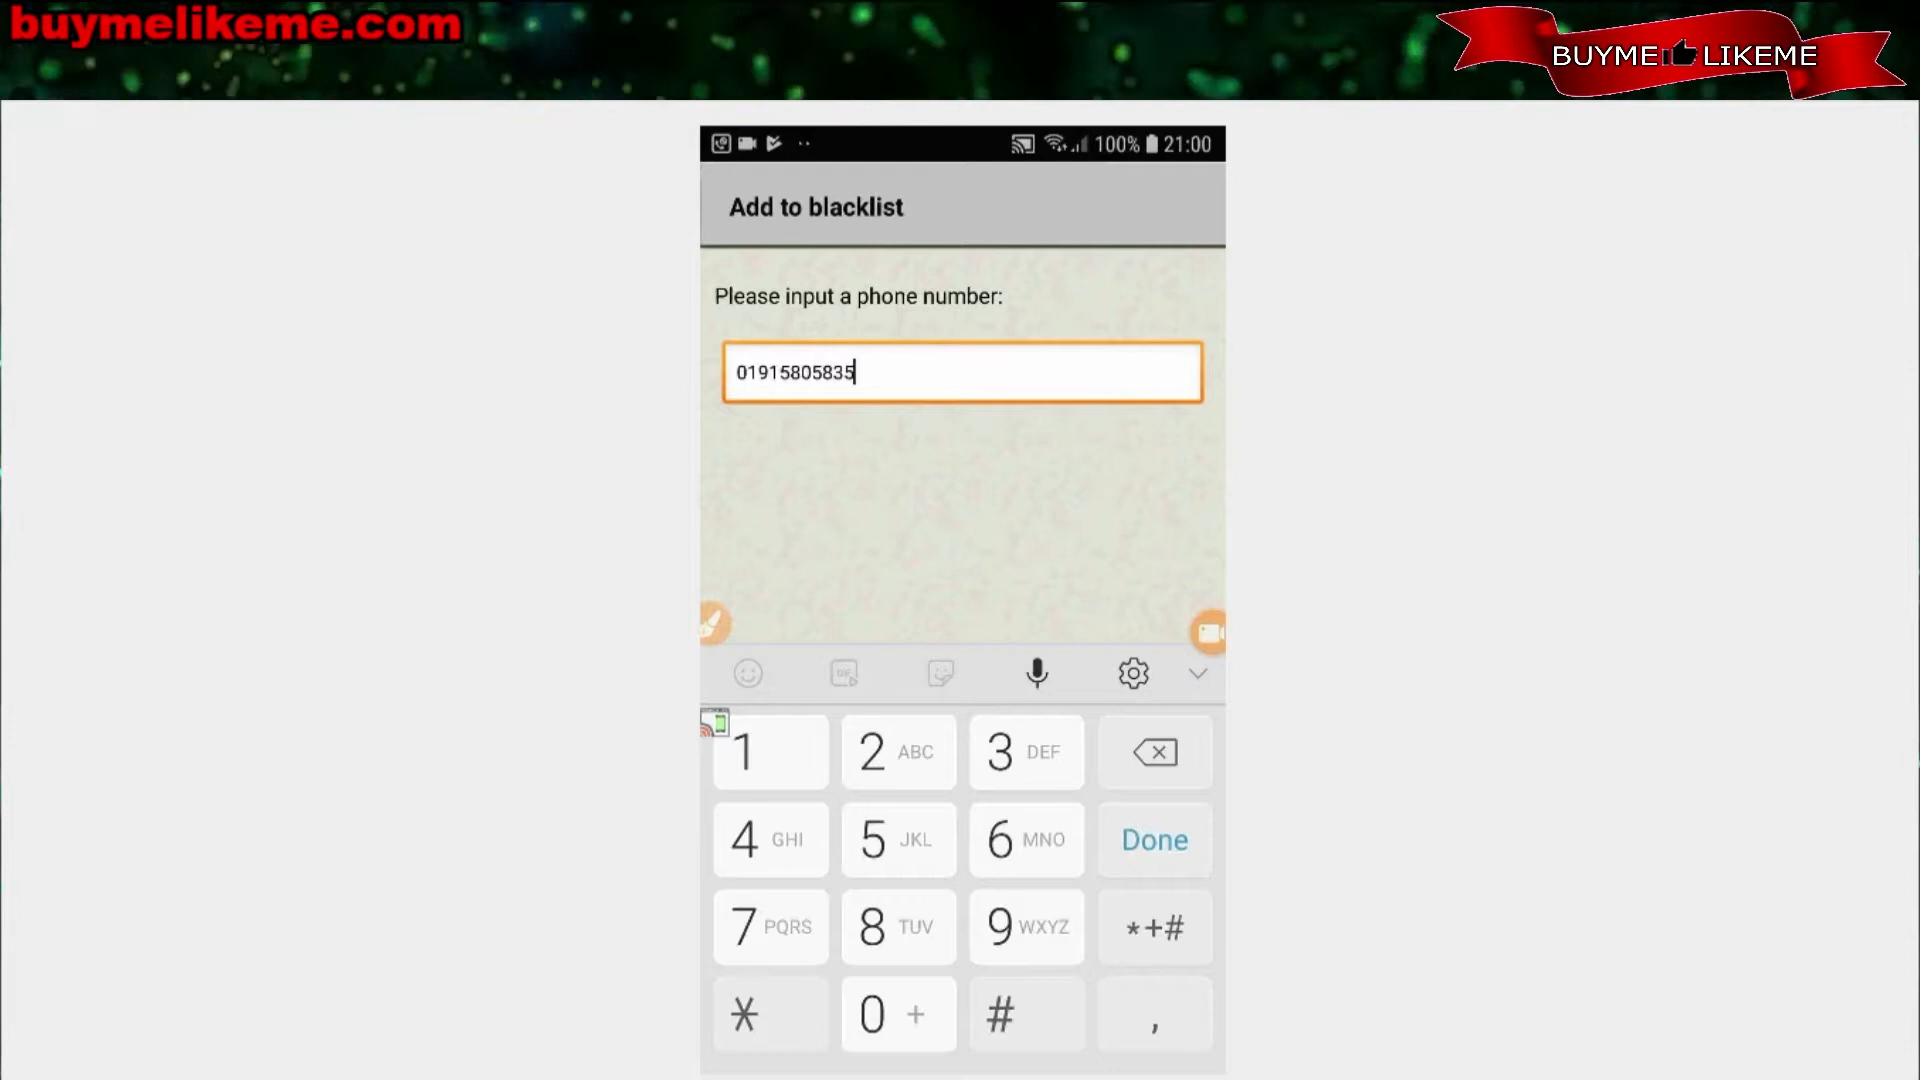 buymelikeme.com
BUYME LIKEME
100% 21:00
Add to blacklist
Please input a phone number:
01915805835
GIF
1
2 ABC
3 DEF
4 GHI
5 JKL
6 MNO
Done
7 PQRS
8 TUV
9 WXYZ
*+#
*
0 +
#
,